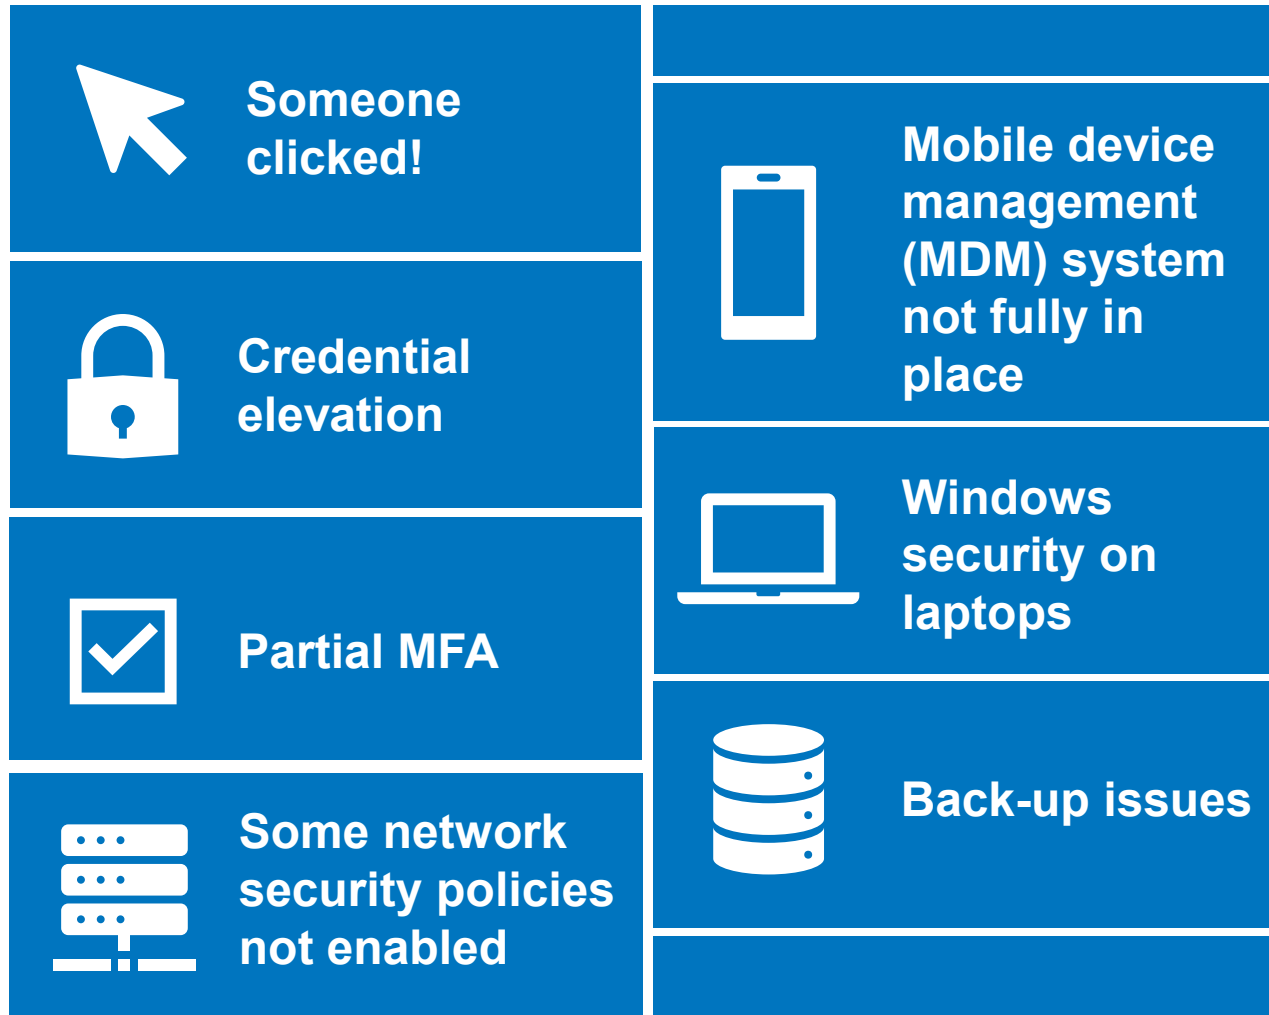 Someone
clicked!
Credential
elevation
Partial MFA
Some network
security policies
not enabled
Mobile device
management
(MDM) system
not fully in
place
Windows
security on
laptops
Back-up issues